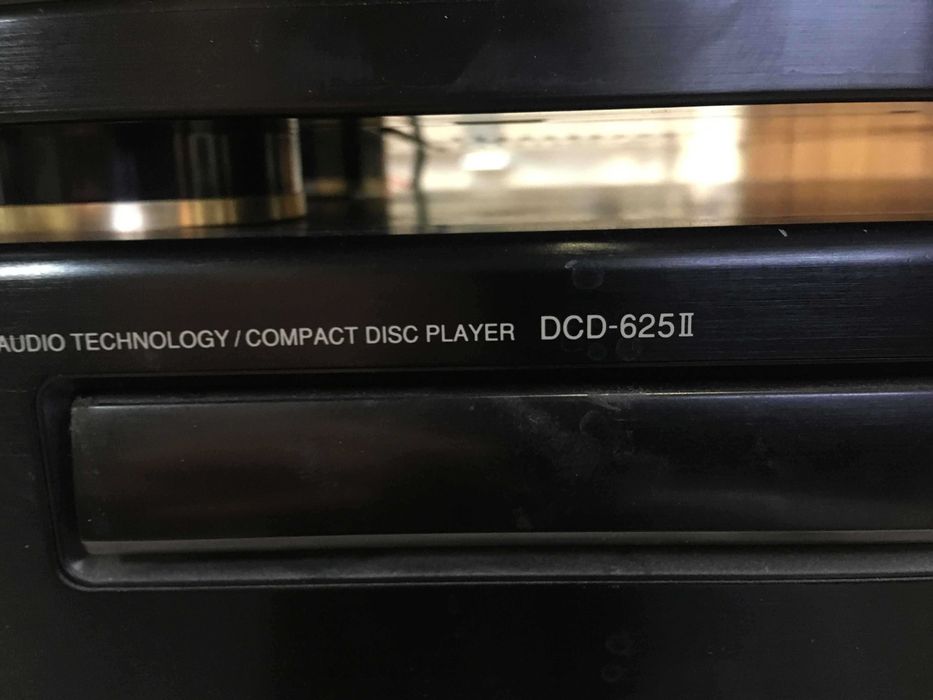 AUDIO TECHNOLOGY / COMPACT DISC PLAYER DCD-625Ⅱ